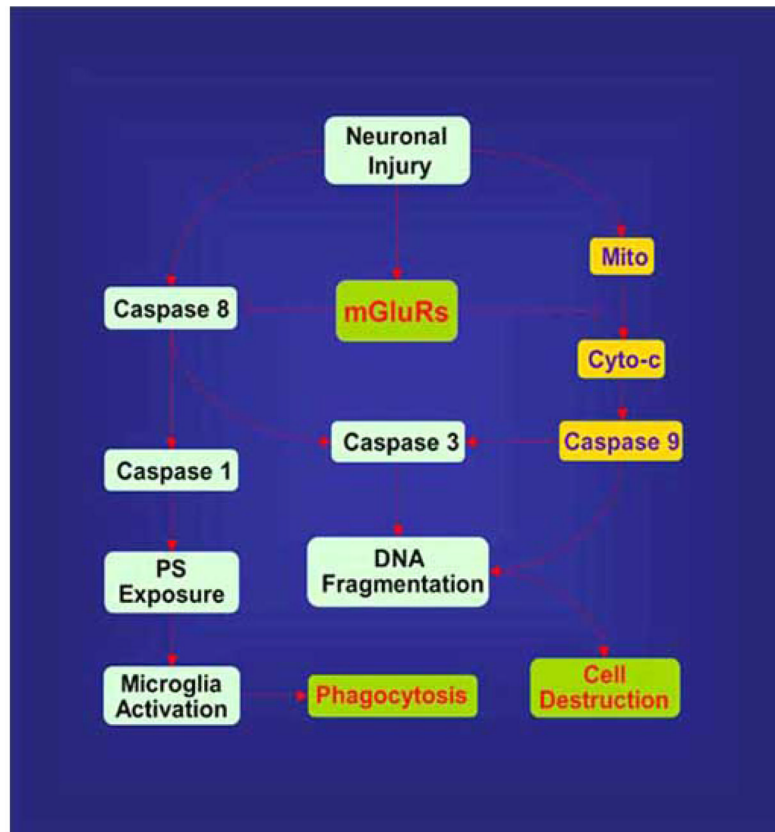 Neuronal
Injury
Mito
Caspase 8
mGluRs
Cyto-c
Caspase 1
Caspase 3
Caspase 9
PS
Exposure
DNA
Fragmentation
Microglia
Activation
Phagocytosis
Cell
Destruction